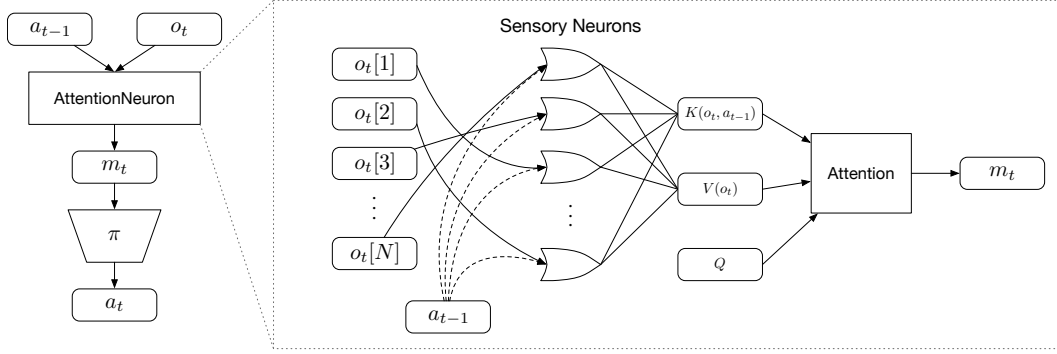 a_{t-1}
o_t
AttentionNeuron
m_t
π
a_t
Sensory Neurons
o_t[1]
o_t[2]
o_t[3]
⋮
o_t[N]
a_{t-1}
⋮
K(o_t, a_{t-1})
V(o_t)
Q
Attention
m_t